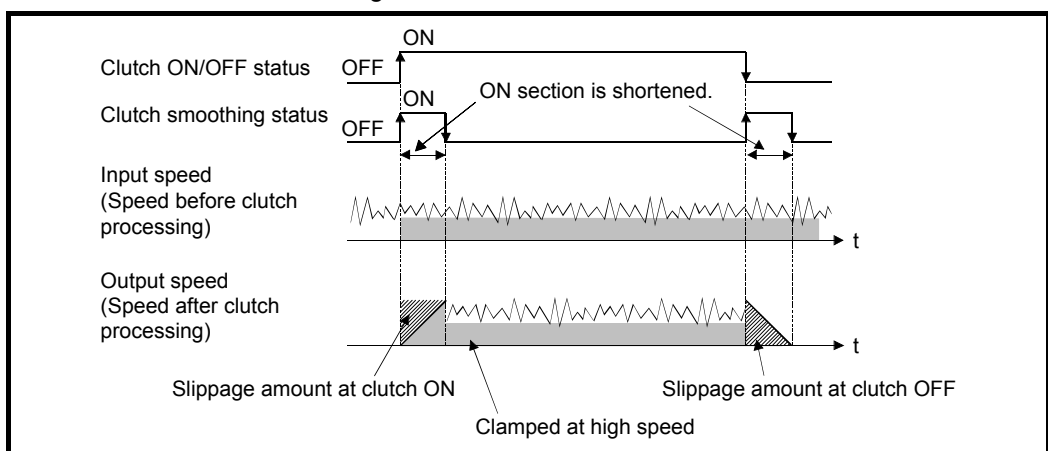 ON
Clutch ON/OFF status
OFF
ON section is shortened.
ON
Clutch smoothing status
OFF
Input speed
(Speed before clutch
processing)
t
Output speed
(Speed after clutch
processing)
t
Slippage amount at clutch ON
Slippage amount at clutch OFF
Clamped at high speed